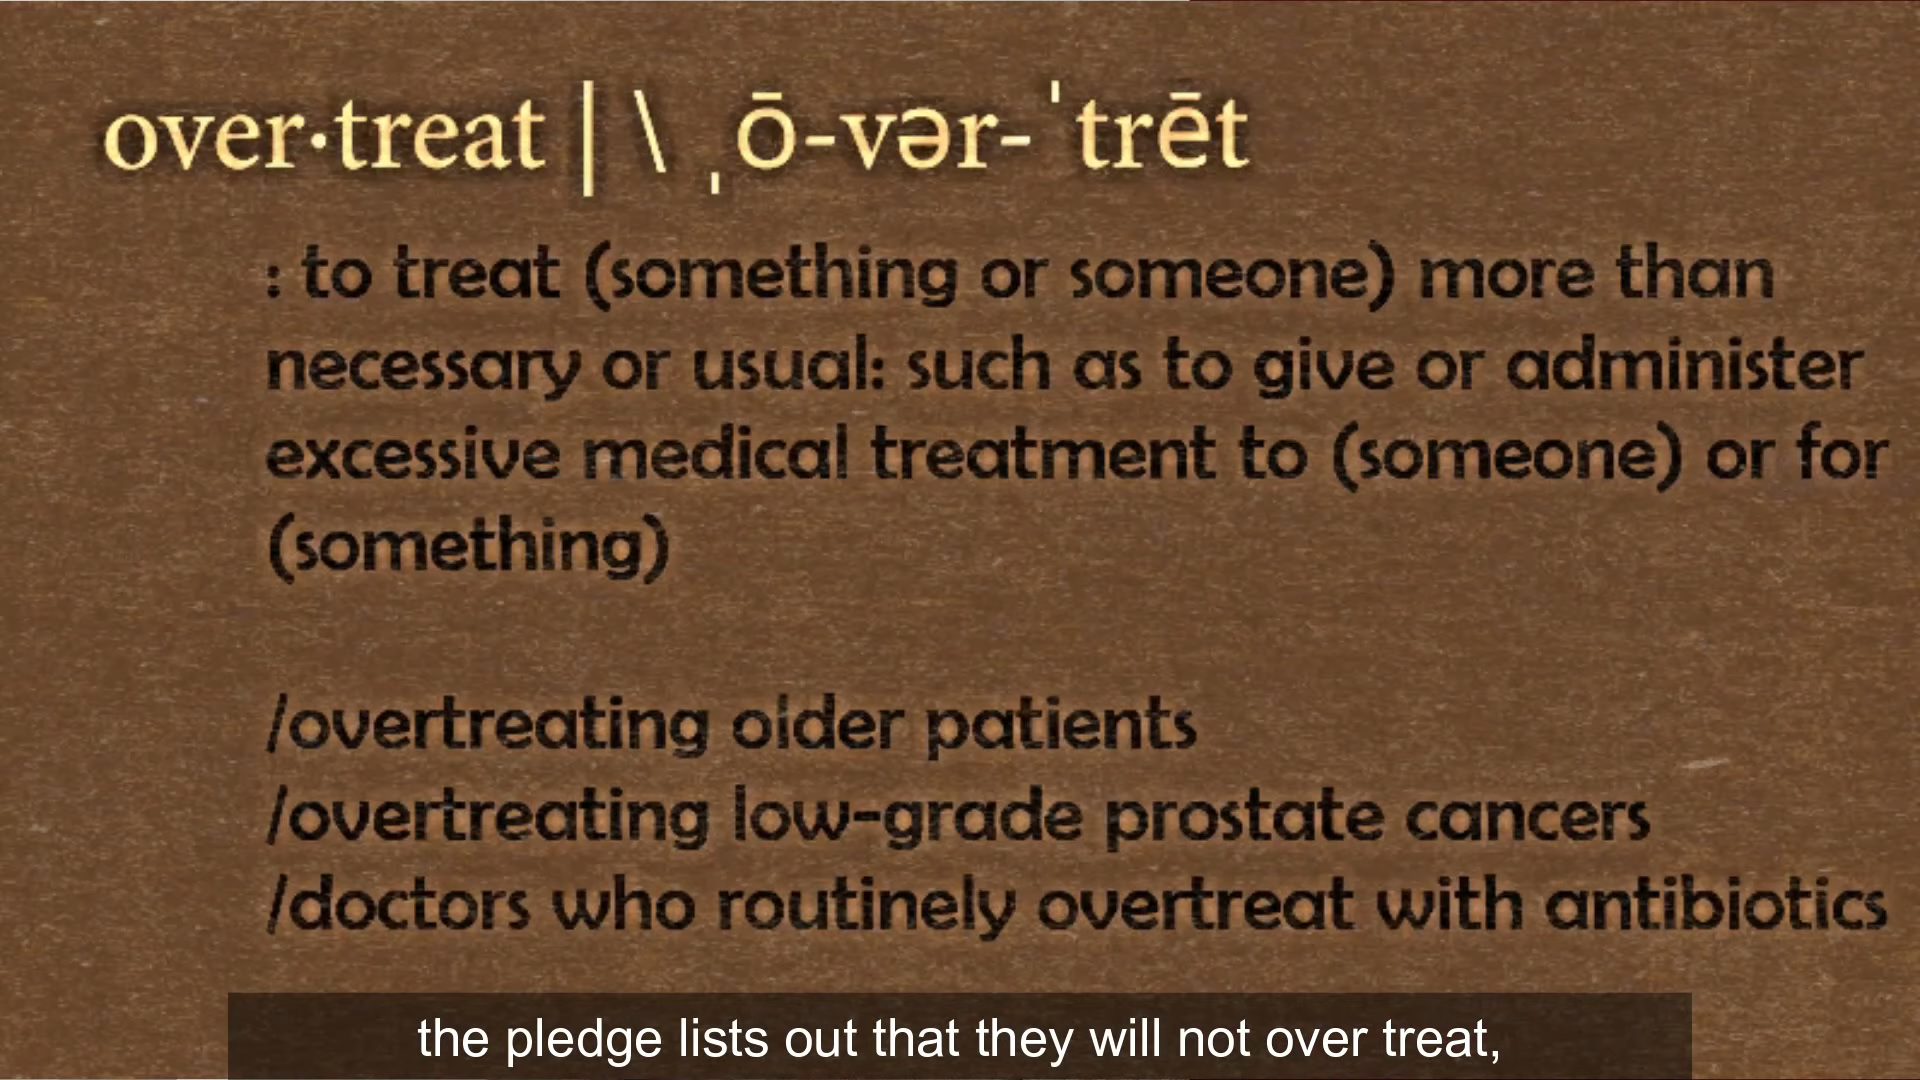 over·treat | \ ˌō-vər-ˈtrēt
: to treat (something or someone) more than
necessary or usual: such as to give or administer
excessive medical treatment to (someone) or for
(something)
/overtreating older patients
/overtreating low-grade prostate cancers
/doctors who routinely overtreat with antibiotics
the pledge lists out that they will not over treat,